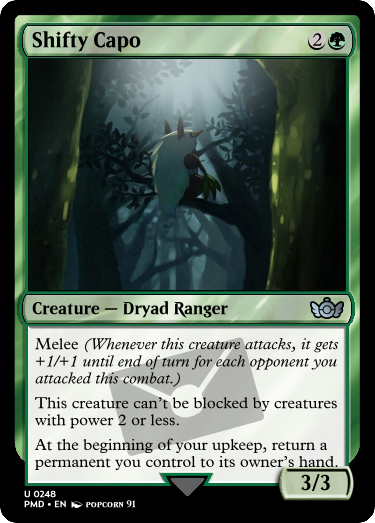 Shifty Capo 2
Creature — Dryad Ranger
Melee (Whenever this creature attacks, it gets
+1/+1 until end of turn for each opponent you
attacked this combat.)
This creature can't be blocked by creatures
with power 2 or less.
At the beginning of your upkeep, return a
permanent you control to its owner's hand.
3/3
U 0248
PMD • EN POPCORN 91